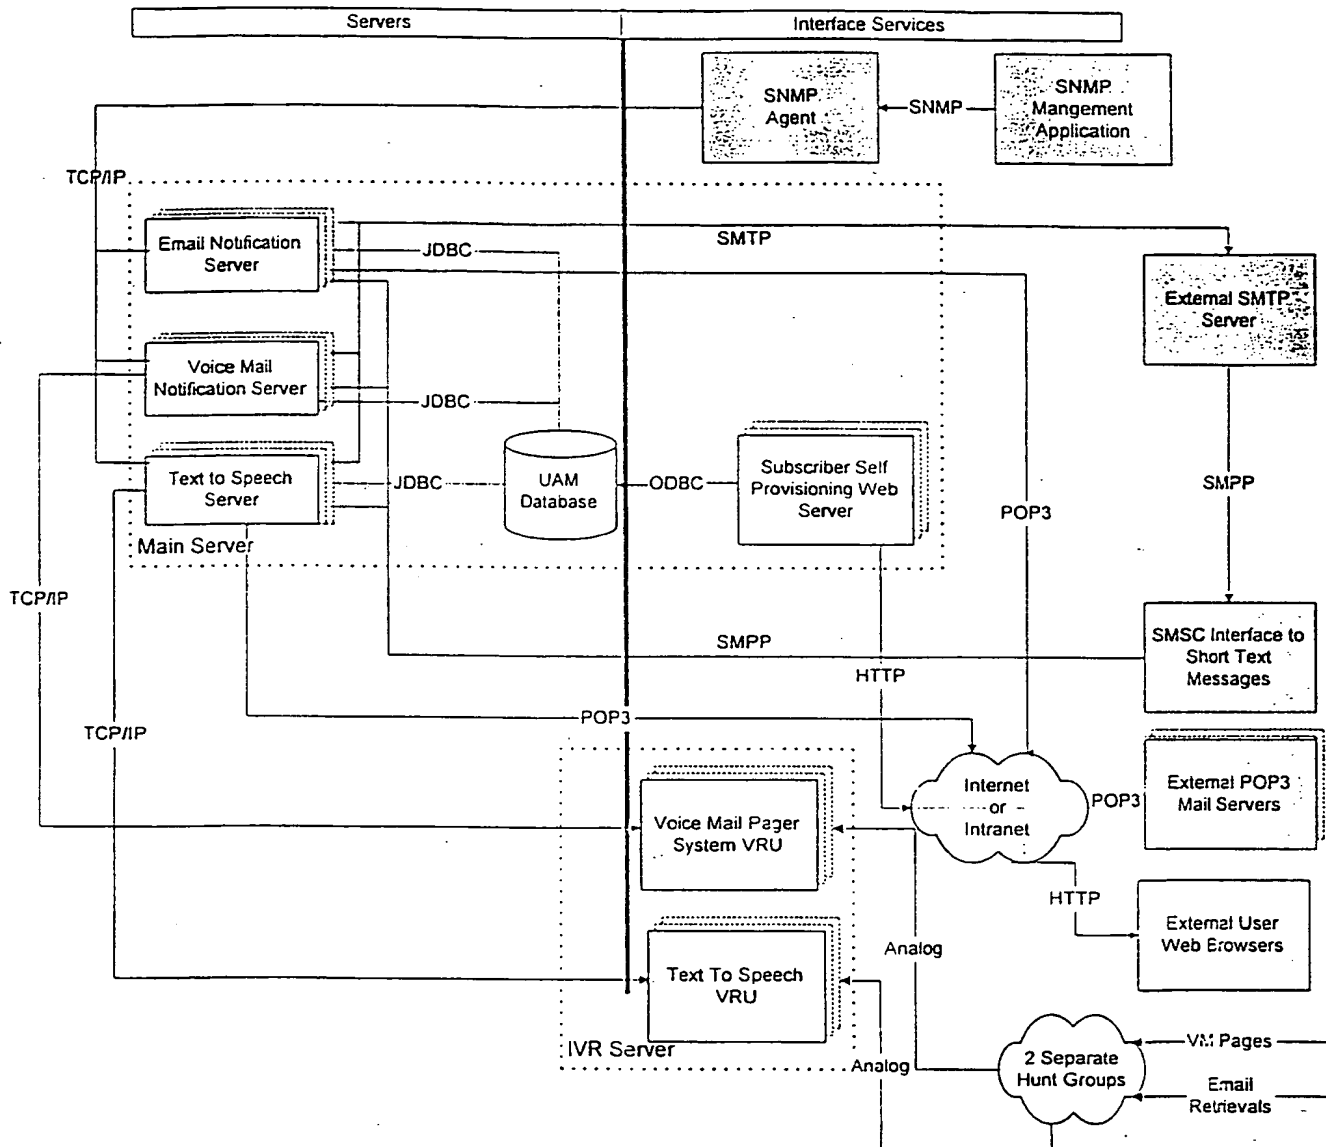 Servers
Interface Services
SNMP
Agent
SNMP
SNMP
Mangement
Application
TCP/IP
Email Notification
Server
JDBC
SMTP
External SMTP
Server
Voice Mail
Notification Server
JDBC
Text to Speech
Server
JDBC
UAM
Database
ODBC
Subscriber Self
Provisioning Web
Server
SMPP
POP3
Main Server
TCP/IP
SMPP
SMSC Interface to
Short Text
Messages
HTTP
POP3
TCP/IP
Internet
or
Intranet
POP3
External POP3
Mail Servers
Voice Mail Pager
System VRU
HTTP
External User
Web Browsers
Analog
Text To Speech
VRU
IVR Server
Analog
2 Separate
Hunt Groups
VM Pages
Email
Retrievals